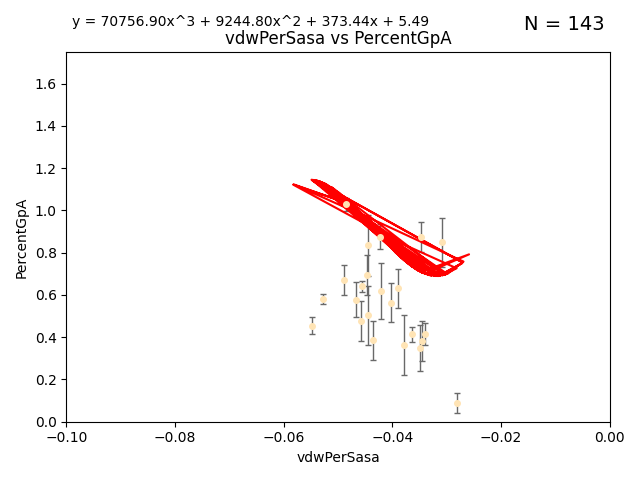 y = 70756.90x^3 + 9244.80x^2 + 373.44x + 5.49
N = 143
vdwPerSasa vs PercentGpA
1.6
1.4
1.2
1.0
0.8
0.6
0.4
0.2
0.0
PercentGpA
−0.10 −0.08 −0.06 −0.04 −0.02 0.00
vdwPerSasa